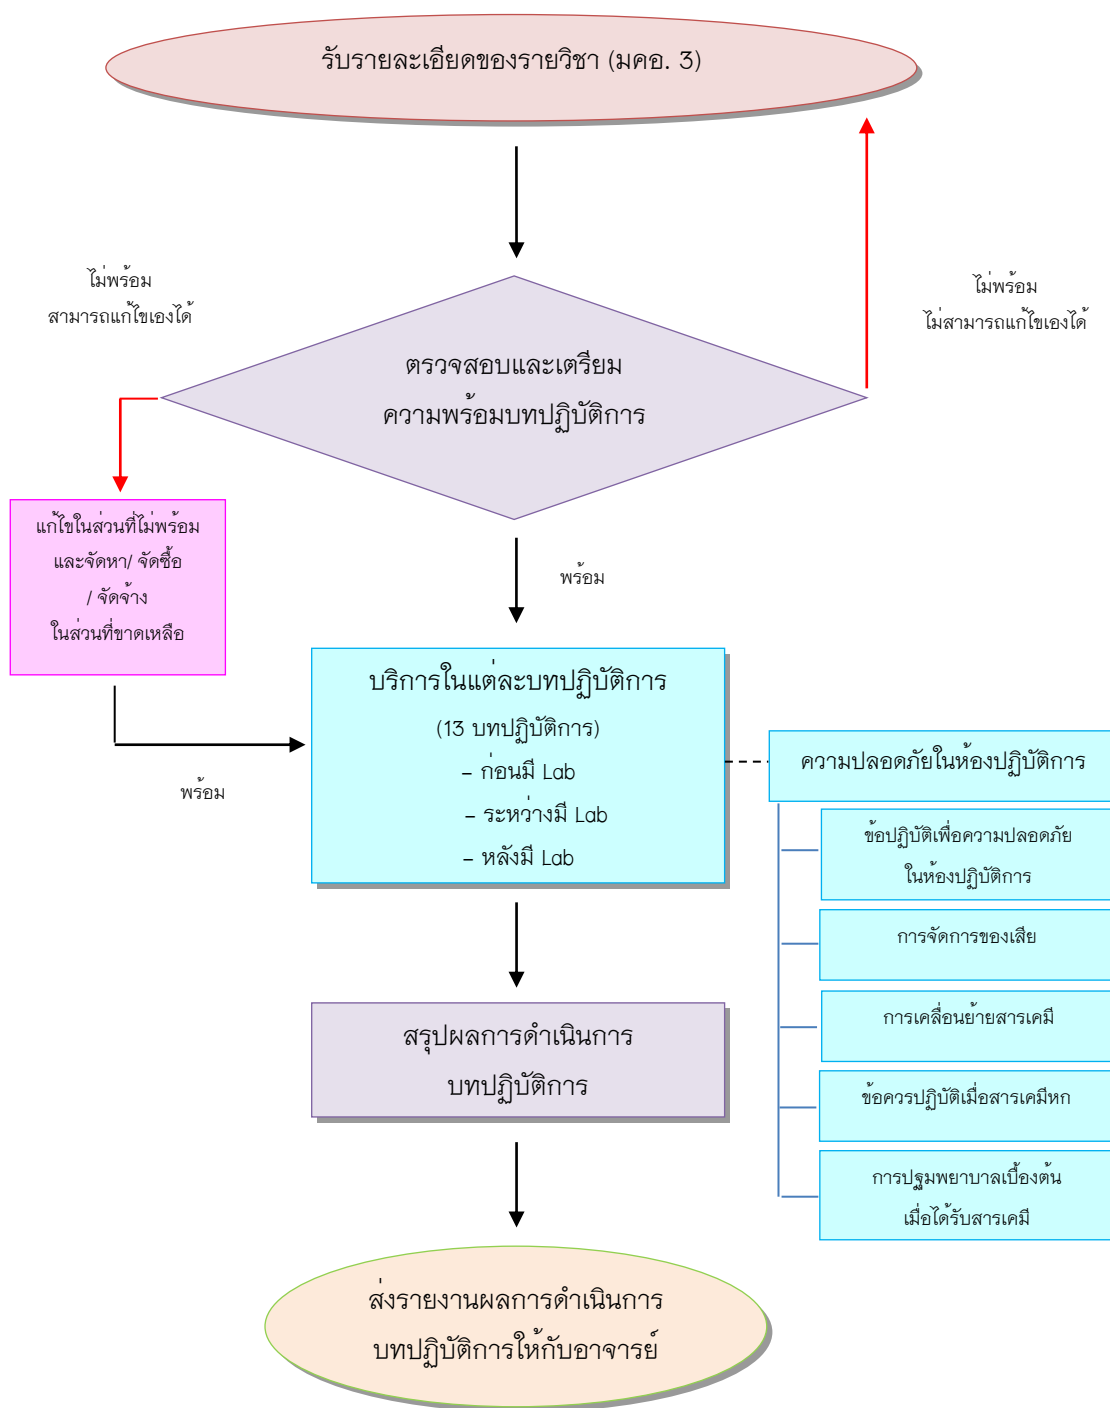 รับรายละเอียดของรายวิชา (มคอ. 3)
ไม่พร้อม
สามารถแก้ไขเองได้
ไม่พร้อม
ไม่สามารถแก้ไขเองได้
ตรวจสอบและเตรียม
ความพร้อมบทปฏิบัติการ
แก้ไขในส่วนที่ไม่พร้อม
และจัดหา/ จัดซื้อ
/ จัดจ้าง
ในส่วนที่ขาดเหลือ
พร้อม
พร้อม
บริการในแต่ละบทปฏิบัติการ
(13 บทปฏิบัติการ)
– ก่อนมี Lab
– ระหว่างมี Lab
– หลังมี Lab
ความปลอดภัยในห้องปฏิบัติการ
ข้อปฏิบัติเพื่อความปลอดภัย
ในห้องปฏิบัติการ
การจัดการของเสีย
การเคลื่อนย้ายสารเคมี
ข้อควรปฏิบัติเมื่อสารเคมีหก
การปฐมพยาบาลเบื้องต้น
เมื่อได้รับสารเคมี
สรุปผลการดำเนินการ
บทปฏิบัติการ
ส่งรายงานผลการดำเนินการ
บทปฏิบัติการให้กับอาจารย์